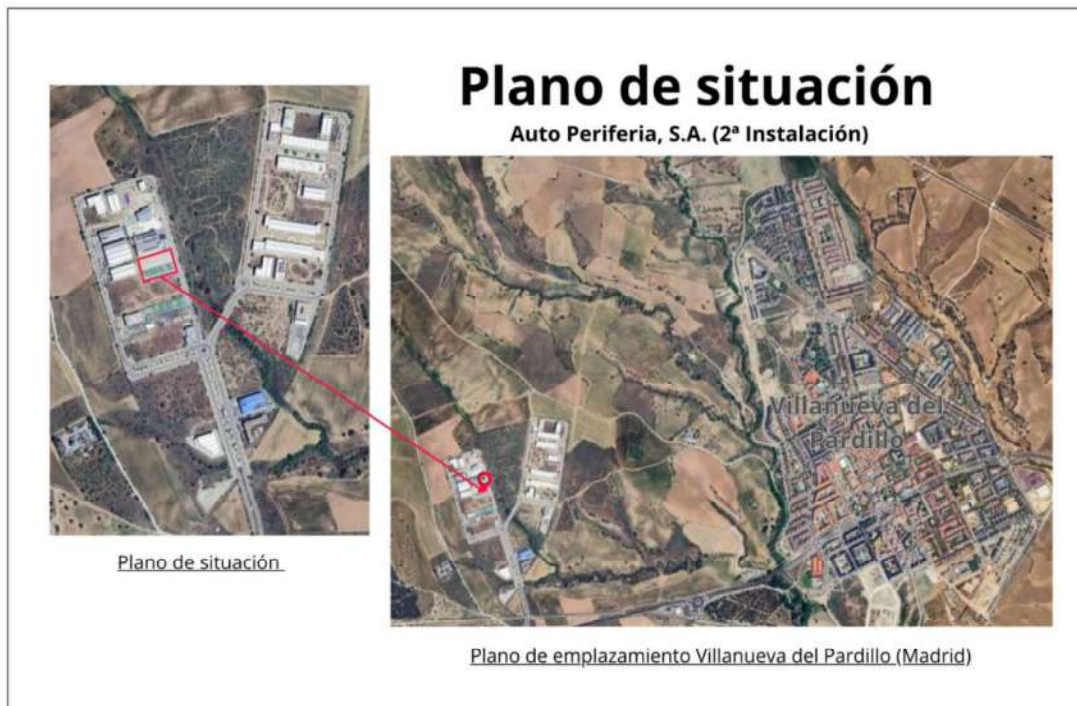 Plano de situación
Auto Periferia, S.A. (2ª Instalación)
Villanueva del
Pardillo
Plano de situación
Plano de emplazamiento Villanueva del Pardillo (Madrid)